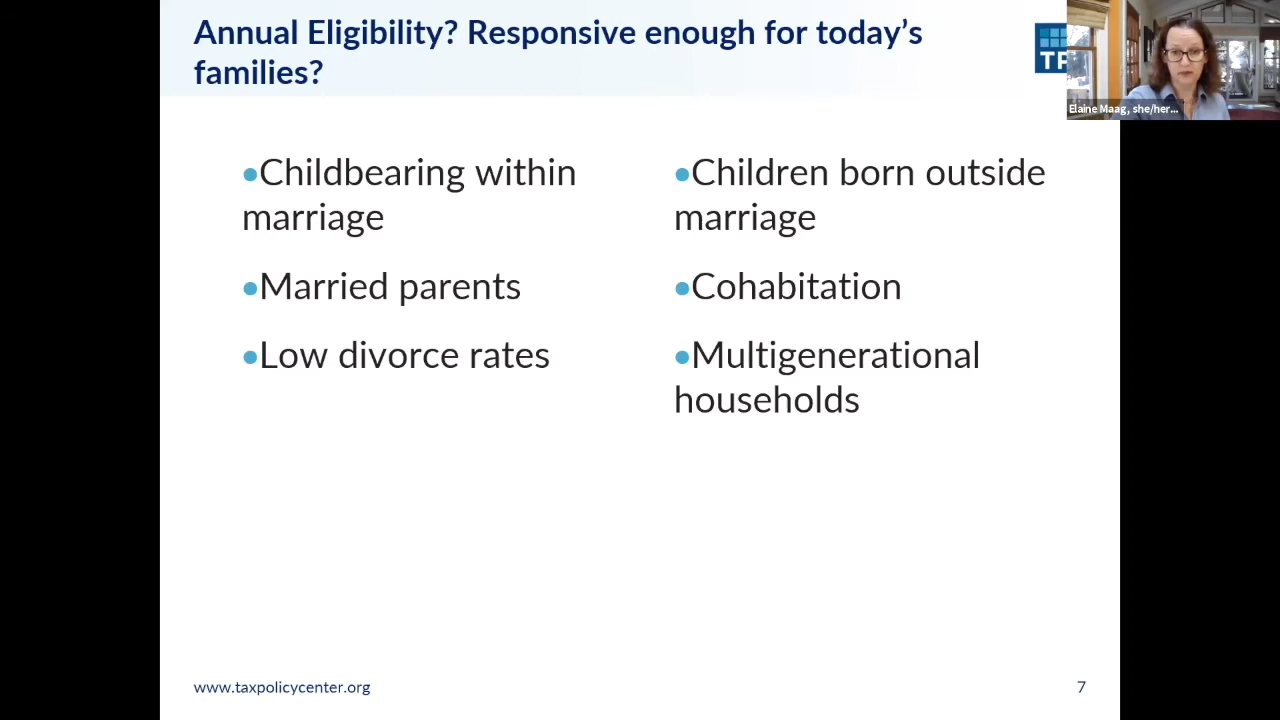 Annual Eligibility? Responsive enough for today’s
families?
TP
Elaine Maag, she/her...
•Childbearing within
marriage
•Married parents
•Low divorce rates
•Children born outside
marriage
•Cohabitation
•Multigenerational
households
www.taxpolicycenter.org
7